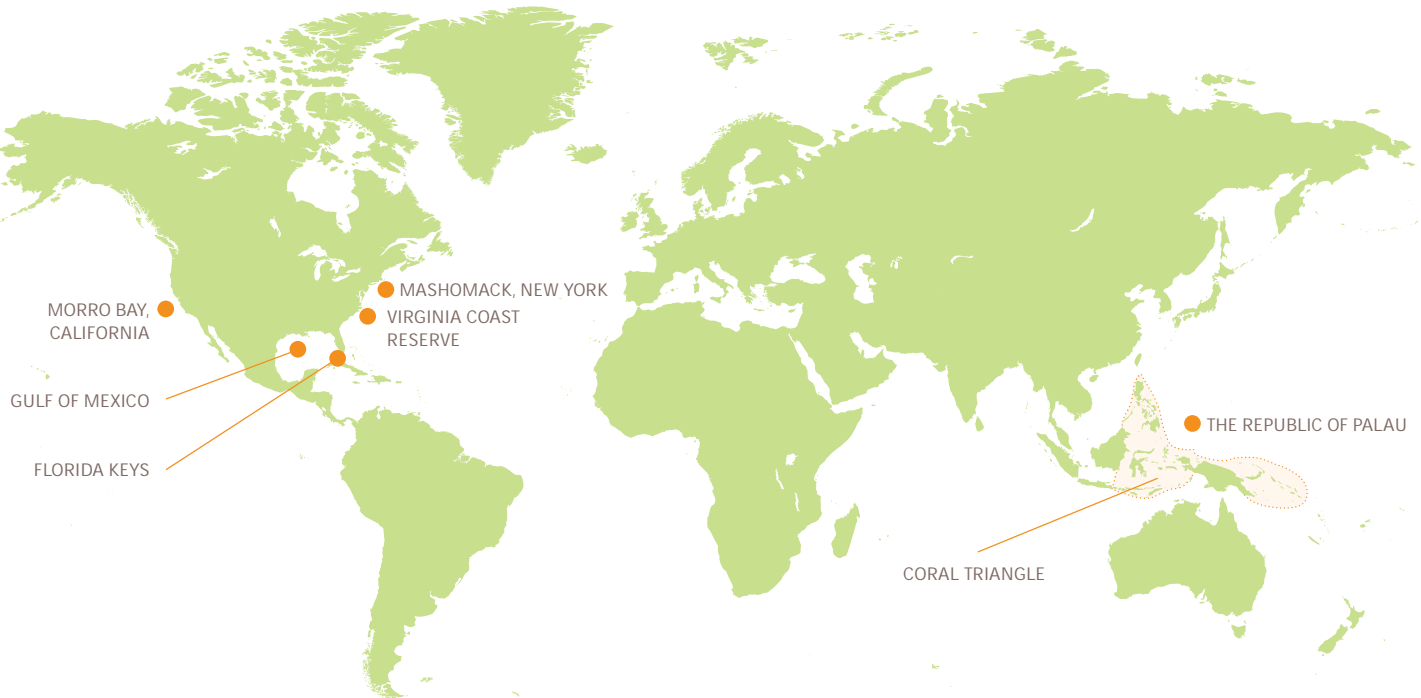 MASHOMACK, NEW YORK
MORRO BAY,
CALIFORNIA
VIRGINIA COAST
RESERVE
GULF OF MEXICO
FLORIDA KEYS
THE REPUBLIC OF PALAU
CORAL TRIANGLE